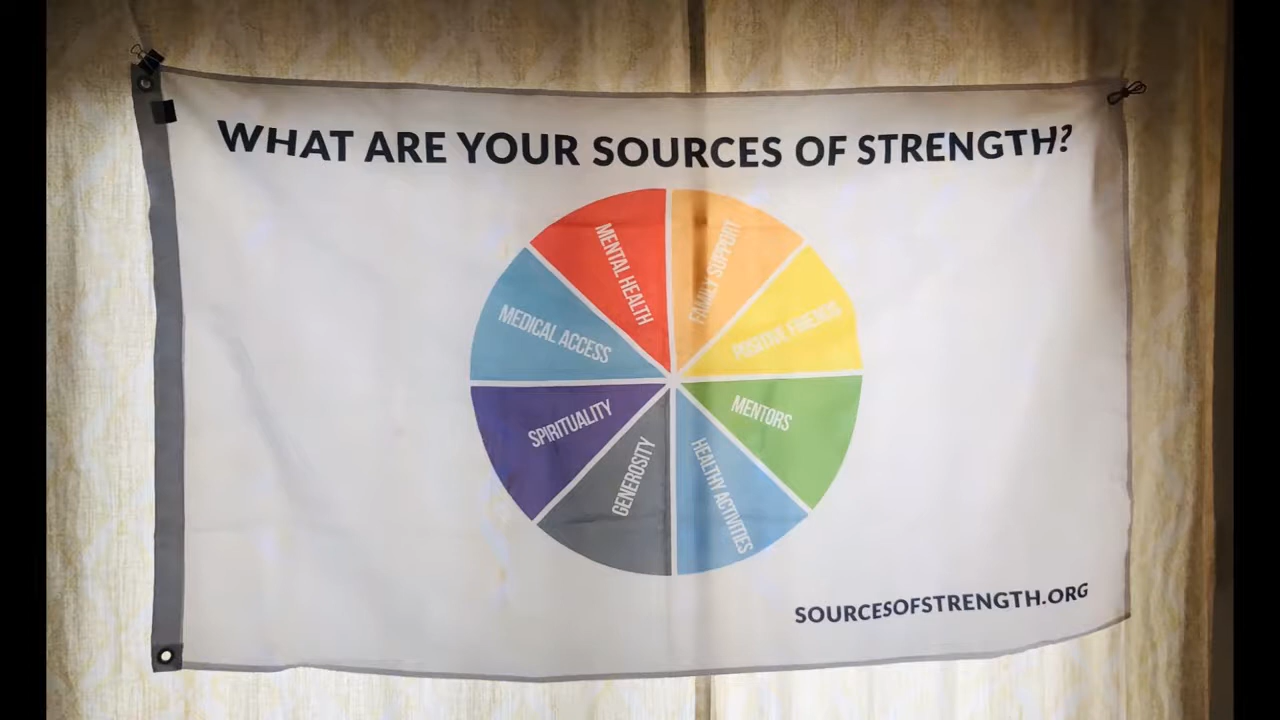 WHAT ARE YOUR SOURCES OF STRENGTH?
MENTAL HEALTH
FAMILY SUPPORT
POSITIVE FRIENDS
MENTORS
HEALTHY ACTIVITIES
GENEROSITY
SPIRITUALITY
MEDICAL ACCESS
SOURCESOFSTRENGTH.ORG